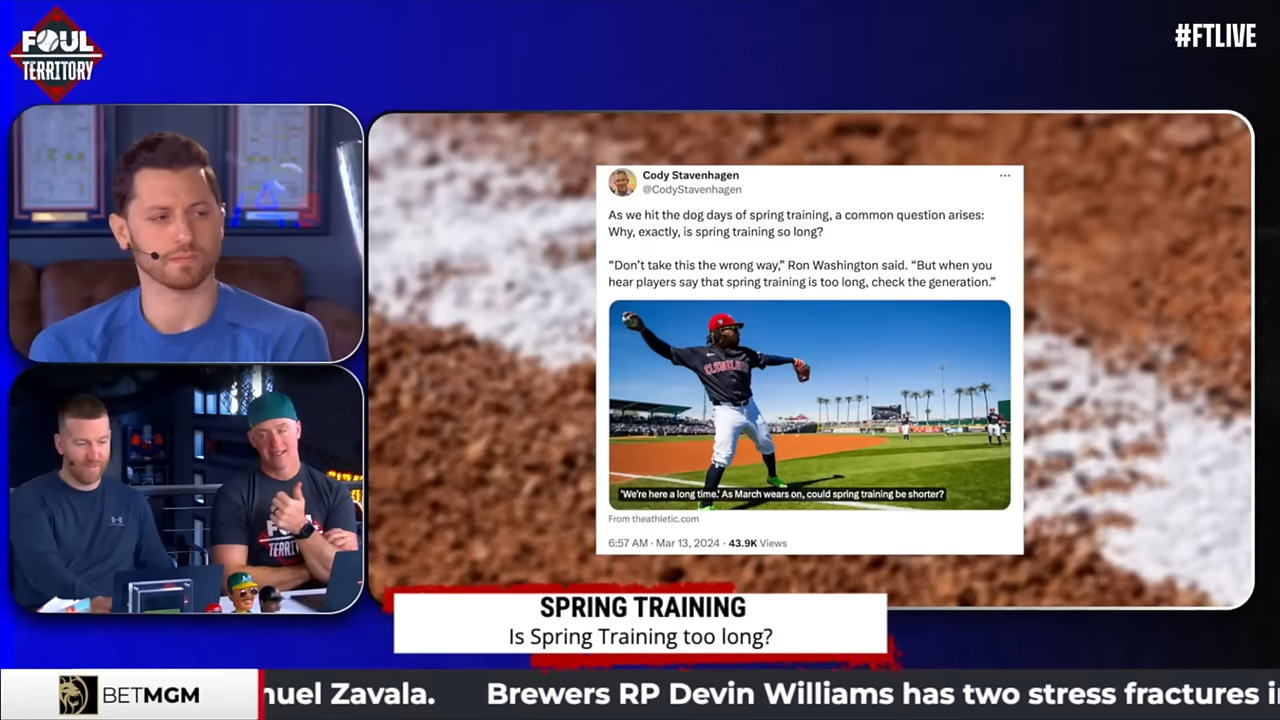 FOUL
TERRITORY
#FTLIVE
Cody Stavenhagen
@CodyStavenhagen
As we hit the dog days of spring training, a common question arises:
Why, exactly, is spring training so long?
“Don’t take this the wrong way,” Ron Washington said. “But when you
hear players say that spring training is too long, check the generation.”
CLEVELAND
'We're here a long time.' As March wears on, could spring training be shorter?
From theathletic.com
6:57 AM · Mar 13, 2024 · 43.9K Views
FOUL
TERRITORY
SPRING TRAINING
Is Spring Training too long?
BETMGM
nuel Zavala. Brewers RP Devin Williams has two stress fractures i